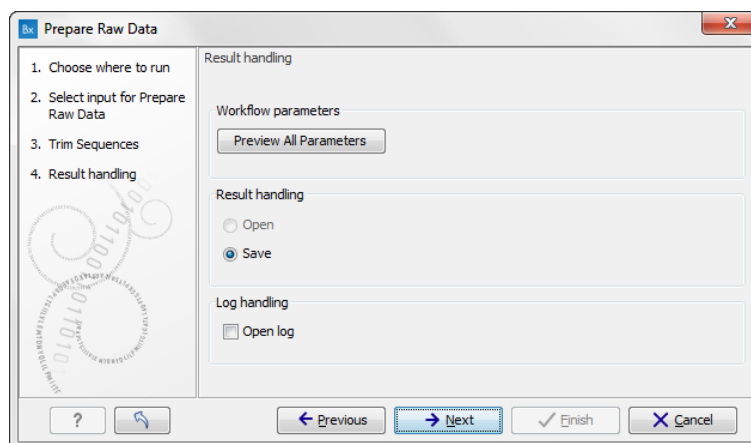 Bx Prepare Raw Data
X
1. Choose where to run
2. Select input for Prepare
Raw Data
3. Trim Sequences
4. Result handling
Result handling
Workflow parameters
Preview All Parameters
Result handling
Open
Save
Log handling
Open log
?
Previous
Next
Finish
Cancel